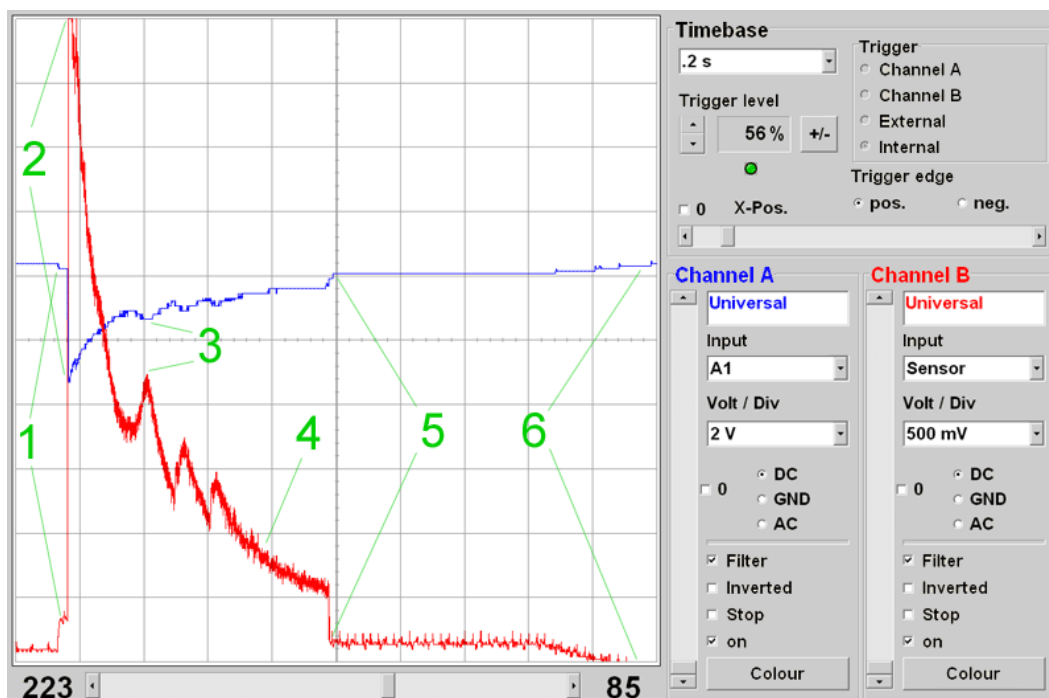 2
3
1
4
5
6
223
85
Timebase
.2 s
Trigger level
56 %
+/-
0 X-Pos.
Trigger
Channel A
Channel B
External
Internal
Trigger edge
pos. neg.
Channel A
Universal
Input
A1
Volt / Div
2 V
0
DC
GND
AC
Filter
Inverted
Stop
on
Colour
Channel B
Universal
Input
Sensor
Volt / Div
500 mV
0
DC
GND
AC
Filter
Inverted
Stop
on
Colour